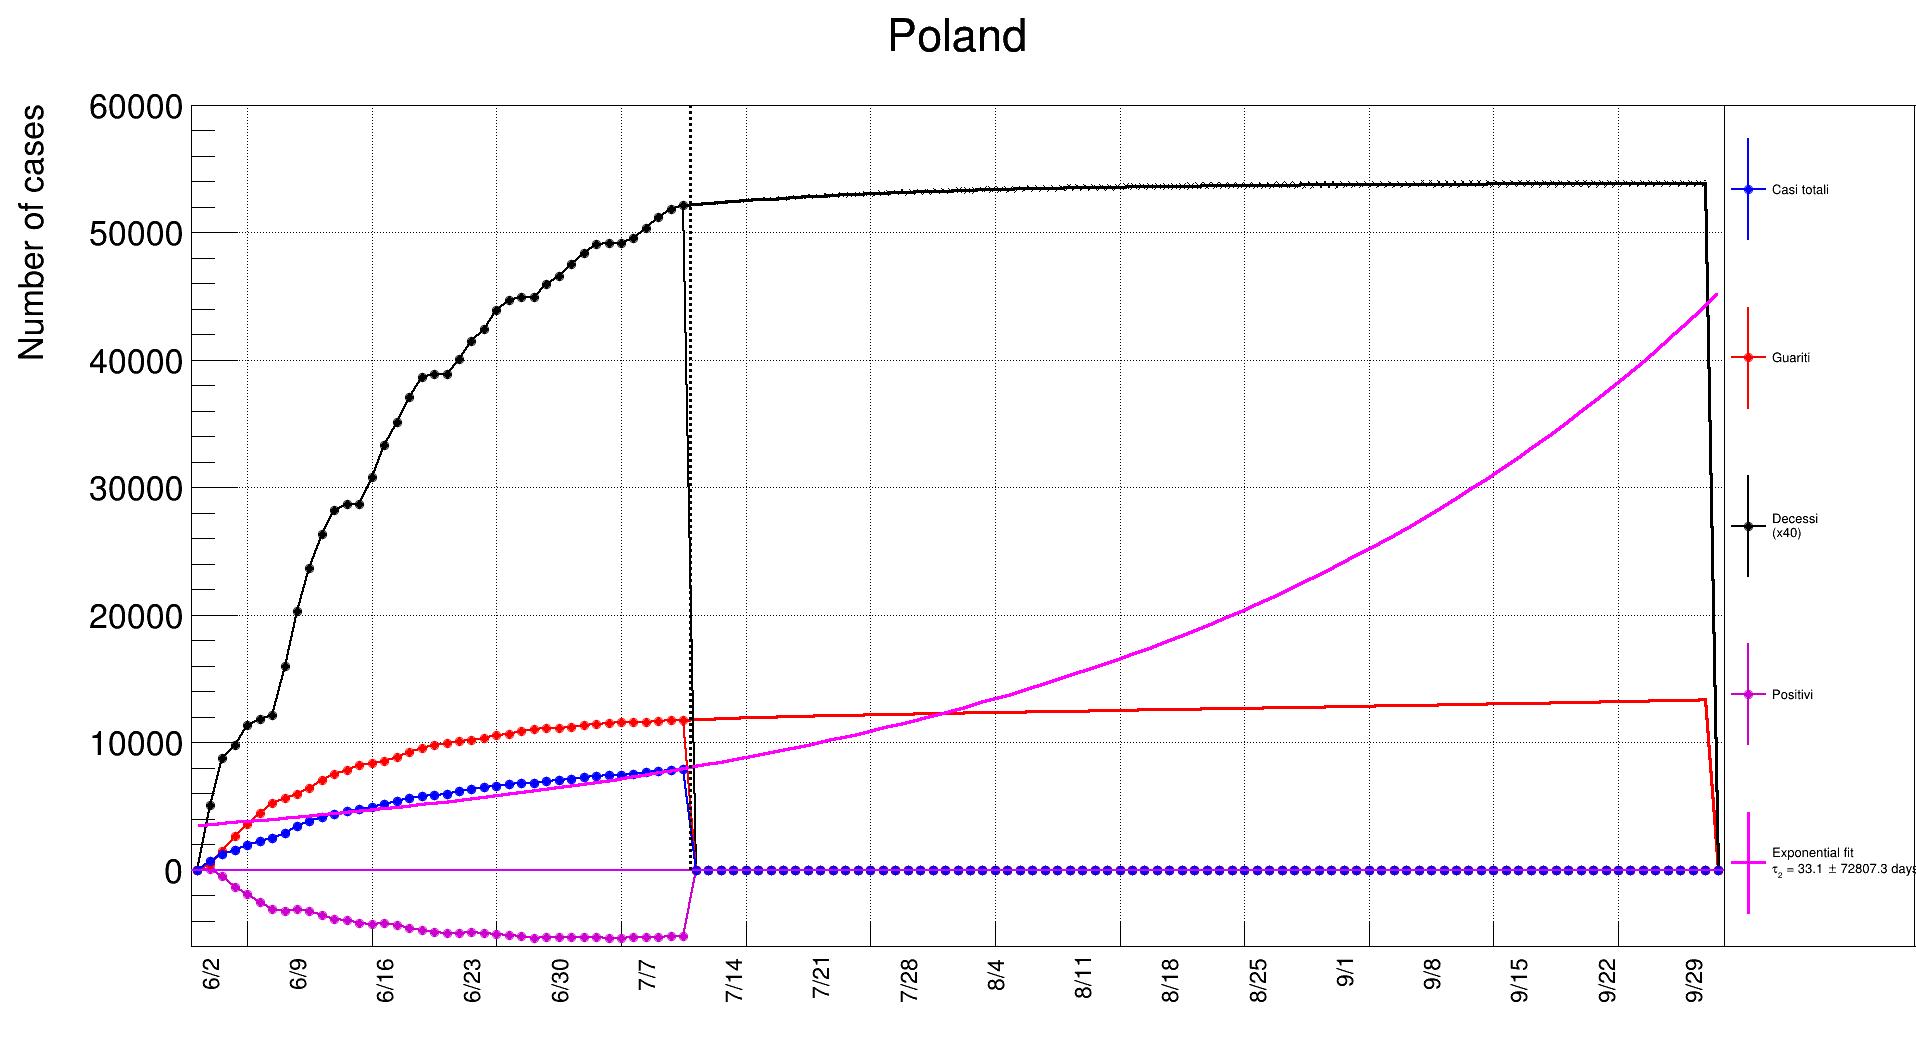 Poland
Number of cases
60000
50000
40000
30000
20000
10000
0
6/2
6/9
6/16
6/23
6/30
7/7
7/14
7/21
7/28
8/4
8/11
8/18
8/25
9/1
9/8
9/15
9/22
9/29
Casi totali
Guariti
Decessi
(x40)
Positivi
Exponential fit
τ2 = 33.1 ± 72807.3 days